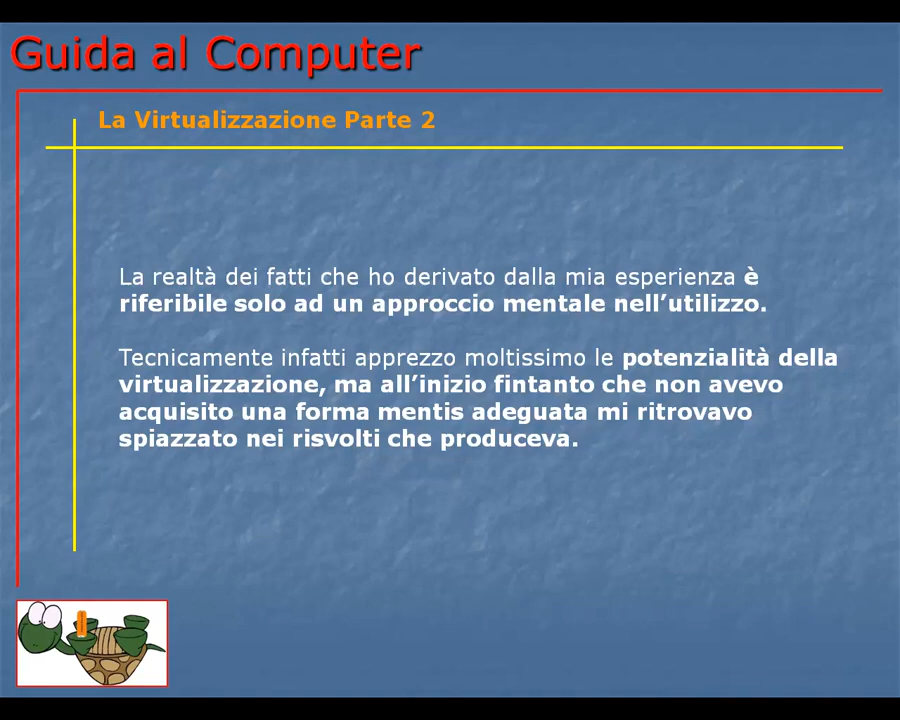 Guida al Computer
La Virtualizzazione Parte 2
La realtà dei fatti che ho derivato dalla mia esperienza è
riferibile solo ad un approccio mentale nell’utilizzo.
Tecnicamente infatti apprezzo moltissimo le potenzialità della
virtualizzazione, ma all’inizio fintanto che non avevo
acquisito una forma mentis adeguata mi ritrovavo
spiazzato nei risvolti che produceva.